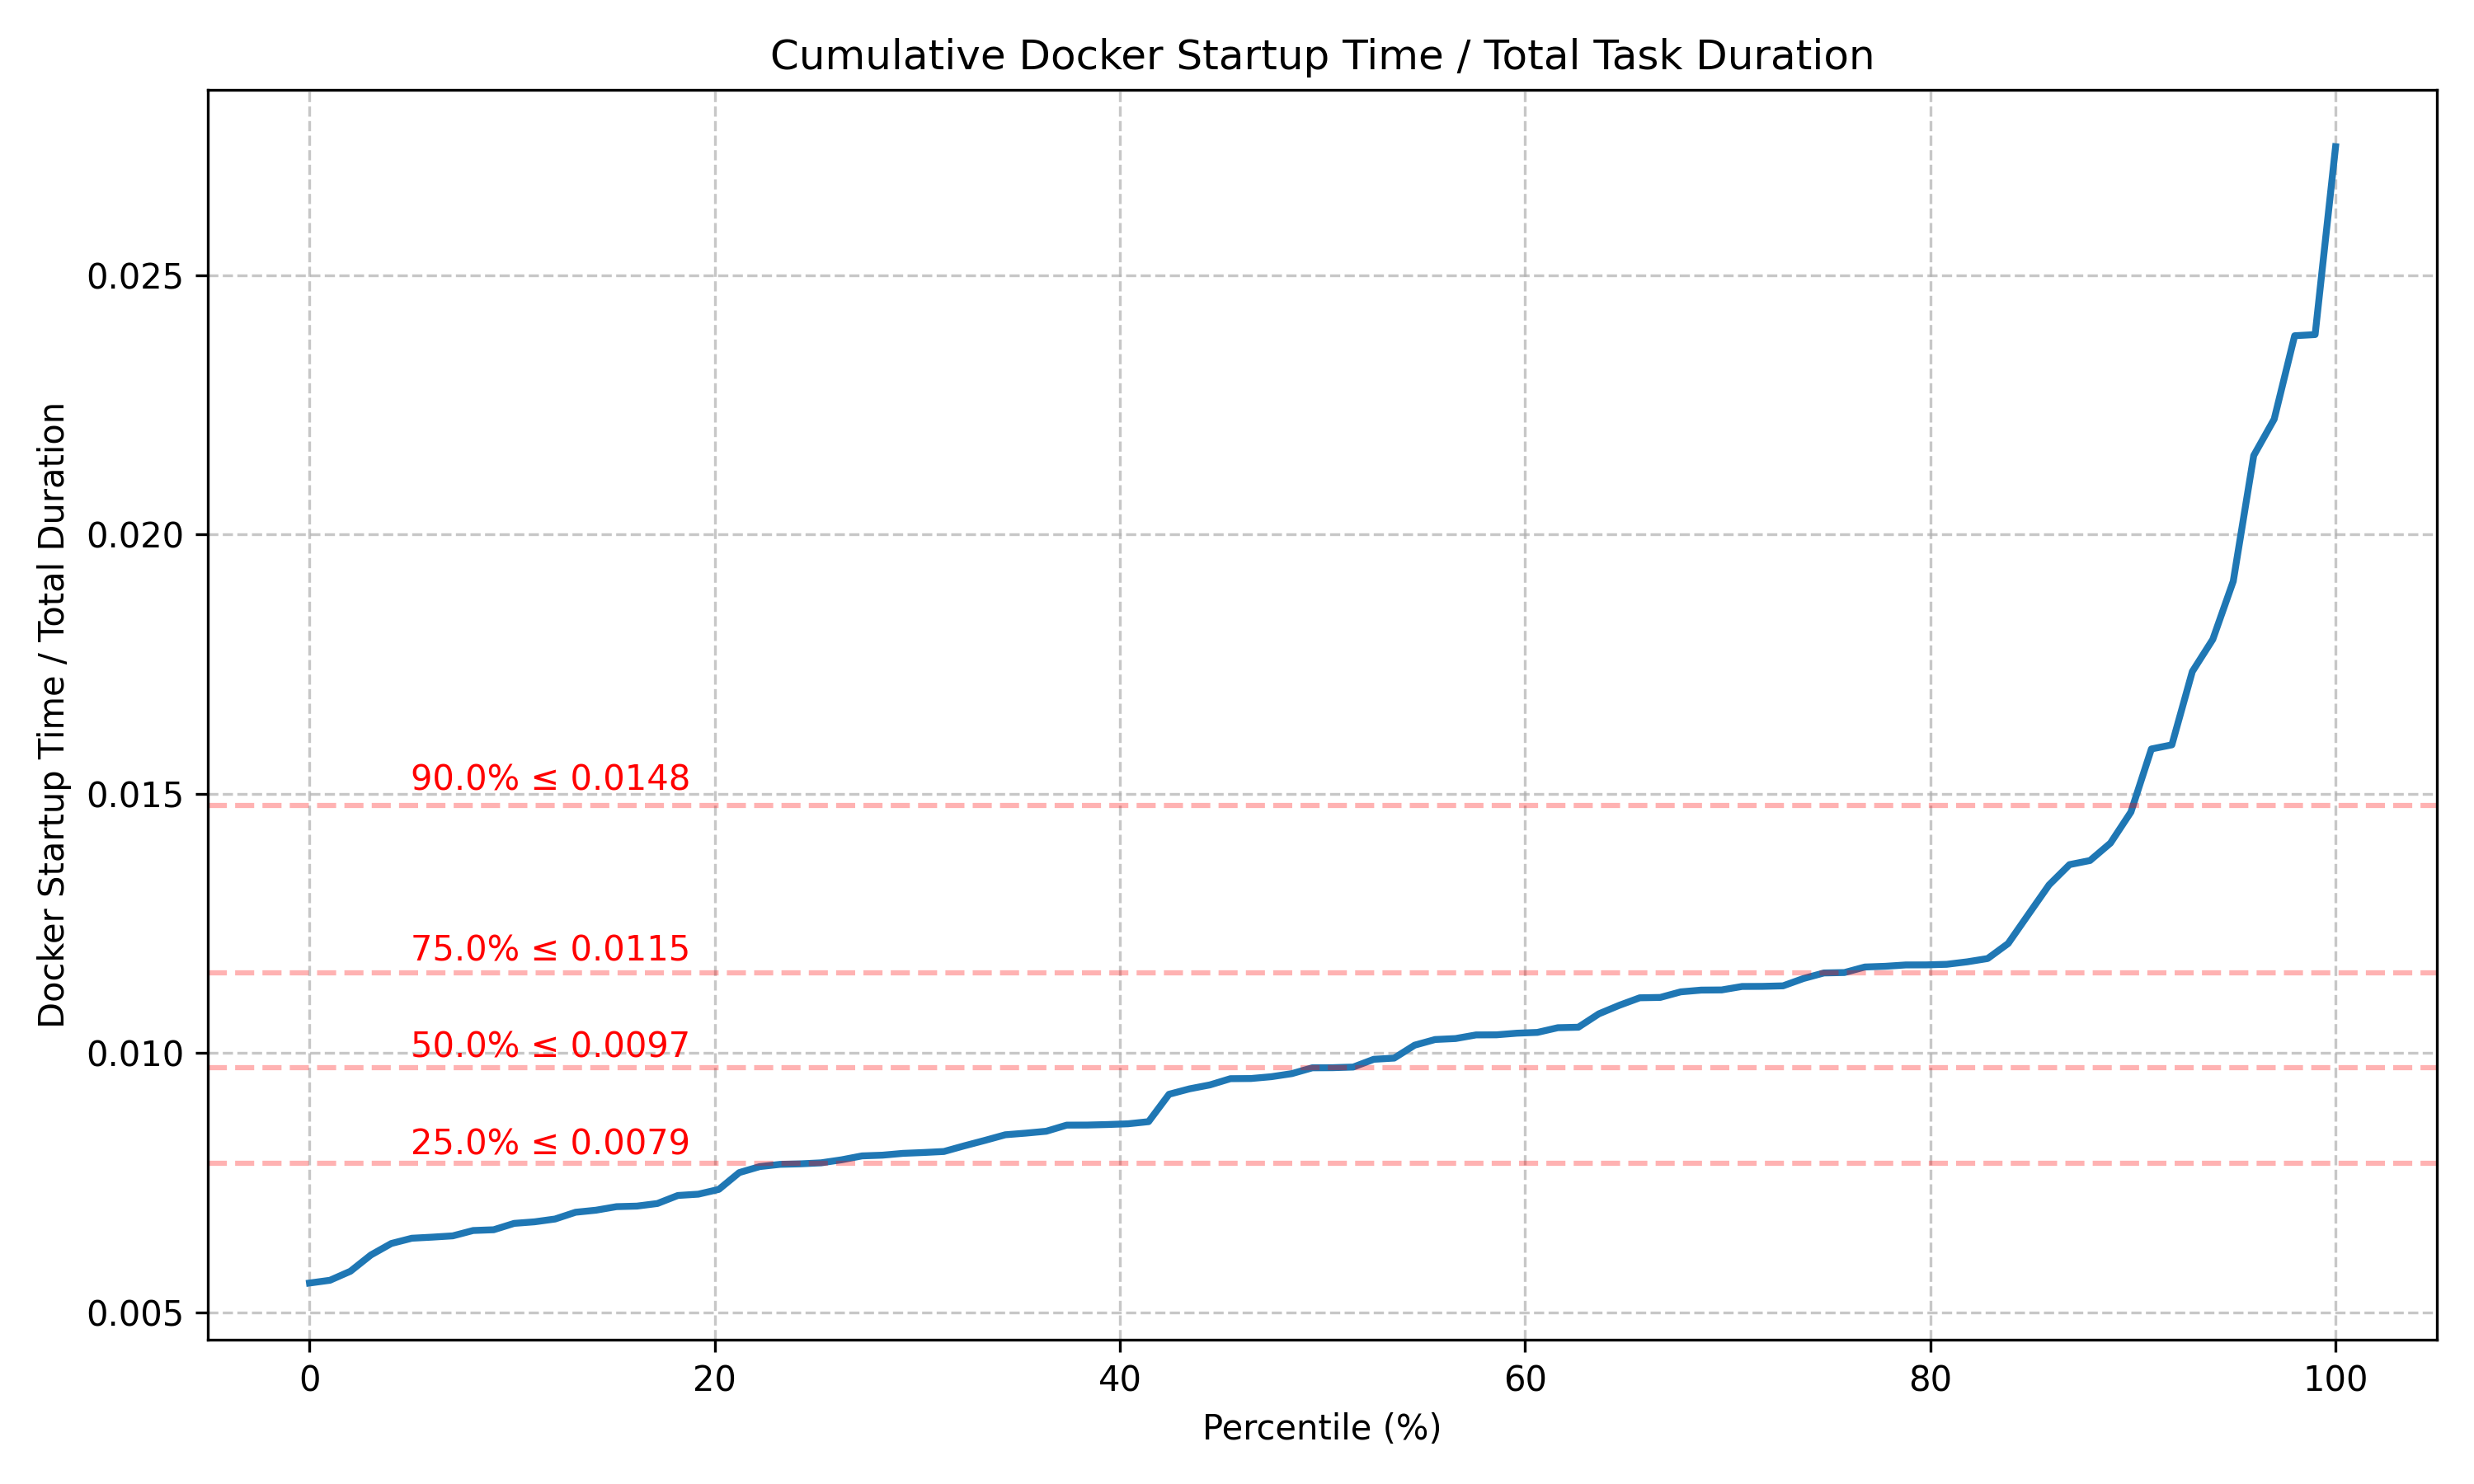 Cumulative Docker Startup Time / Total Task Duration
Docker Startup Time / Total Duration
0.025
0.020
0.015
0.010
0.005
90.0% ≤ 0.0148
75.0% ≤ 0.0115
50.0% ≤ 0.0097
25.0% ≤ 0.0079
0 20 40 60 80 100
Percentile (%)